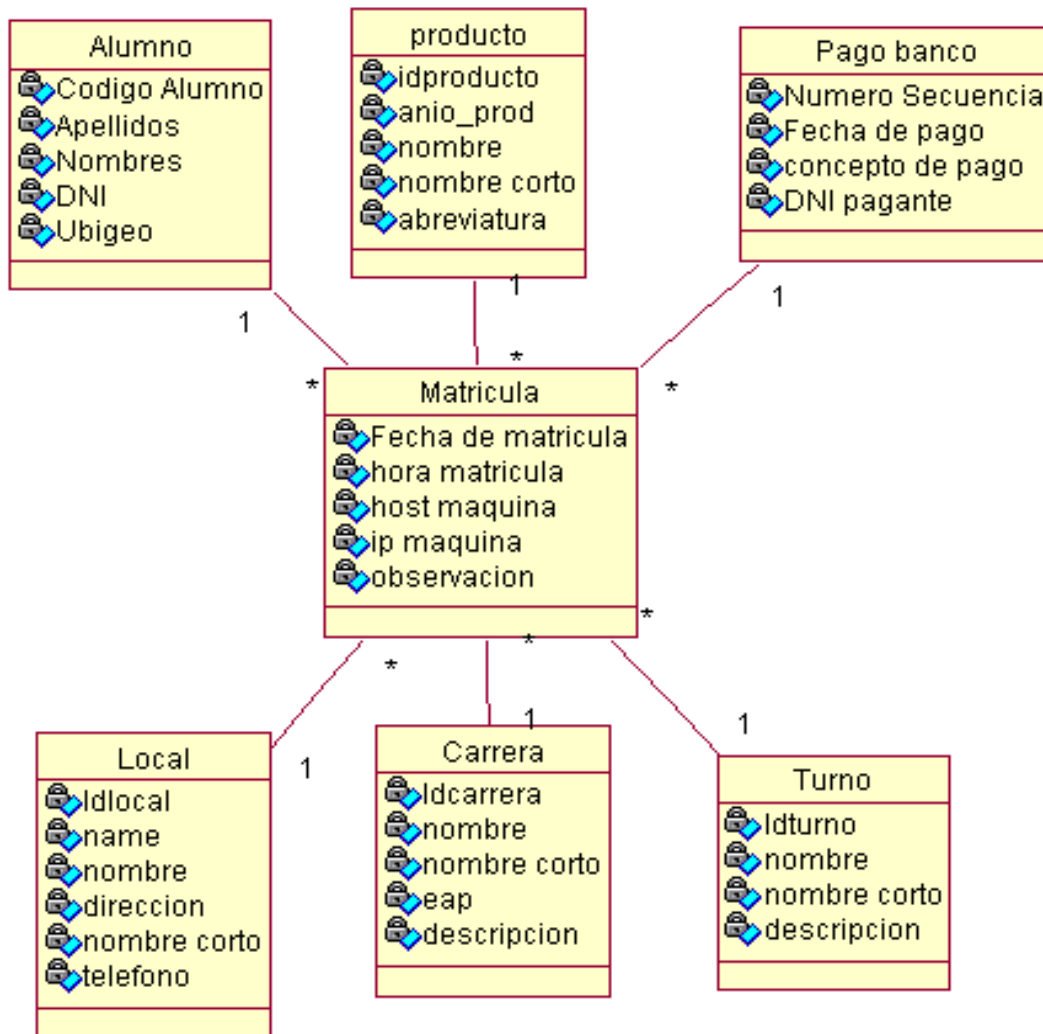 Alumno
Codigo Alumno
Apellidos
Nombres
DNI
Ubigeo
producto
idproducto
anio_prod
nombre
nombre corto
abreviatura
Pago banco
Numero Secuencia
Fecha de pago
concepto de pago
DNI pagante
1
1
1
*
*
*
Matricula
Fecha de matricula
hora matricula
host maquina
ip maquina
observacion
*
*
*
1
1
1
Local
Idlocal
name
nombre
direccion
nombre corto
telefono
Carrera
Idcarrera
nombre
nombre corto
eap
descripcion
Turno
Idturno
nombre
nombre corto
descripcion